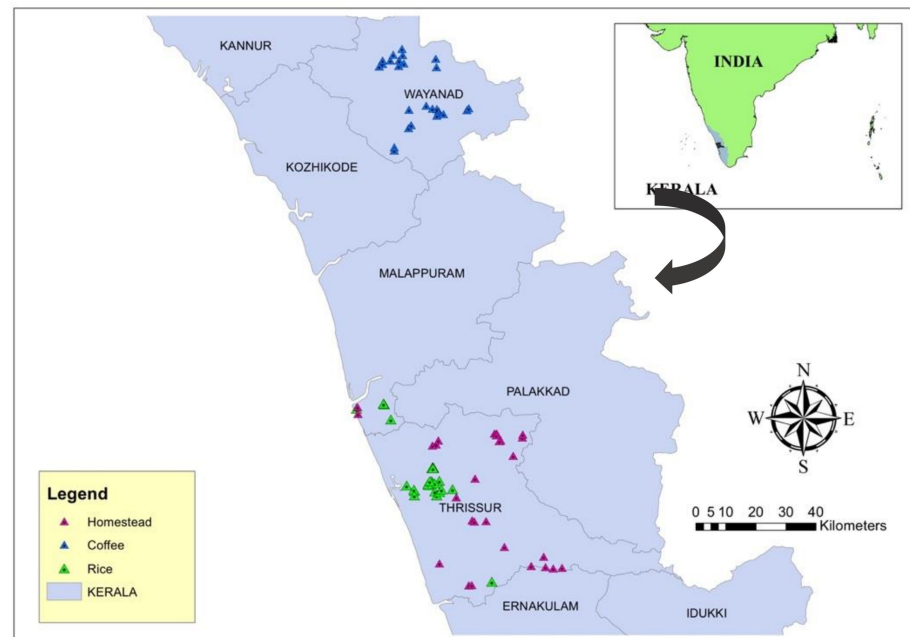 KANNUR
WAYANAD
KOZHIKODE
MALAPPURAM
PALAKKAD
THRISSUR
ERNAKULAM
IDUKKI
INDIA
KERALA
N
W E
S
0 5 10 20 30 40
Kilometers
Legend
Homestead
Coffee
Rice
KERALA